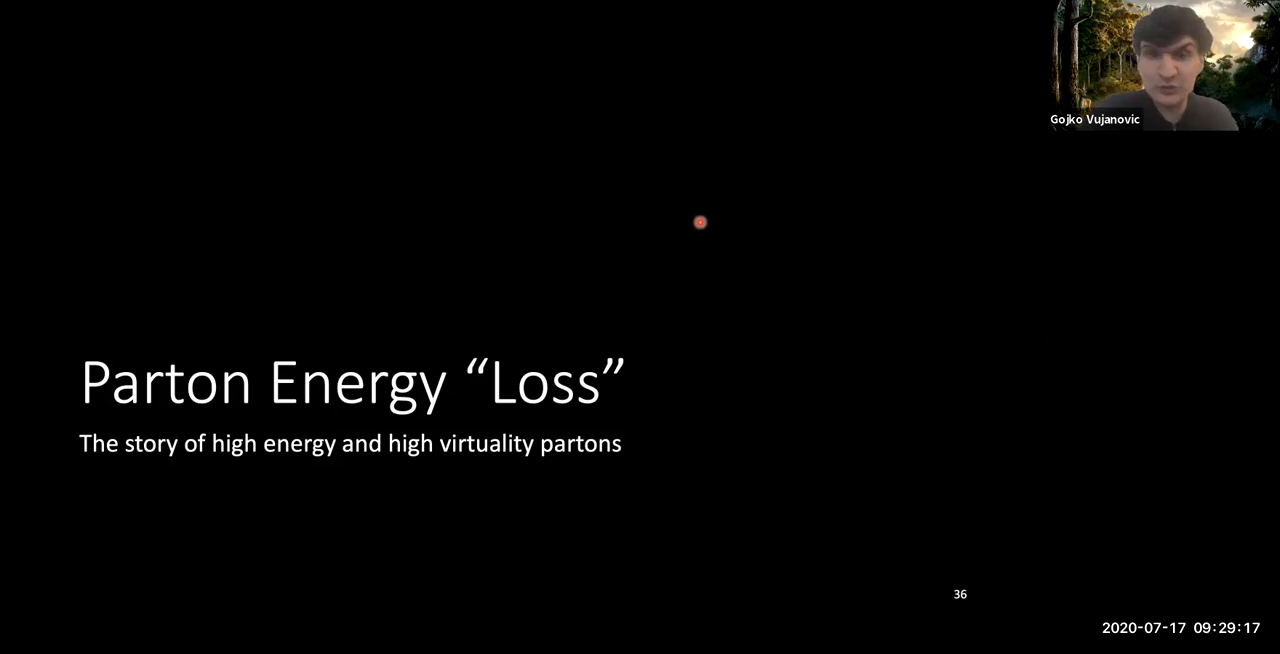 Gojko Vujanovic
Parton Energy “Loss”
The story of high energy and high virtuality partons
36
2020-07-17 09:29:17